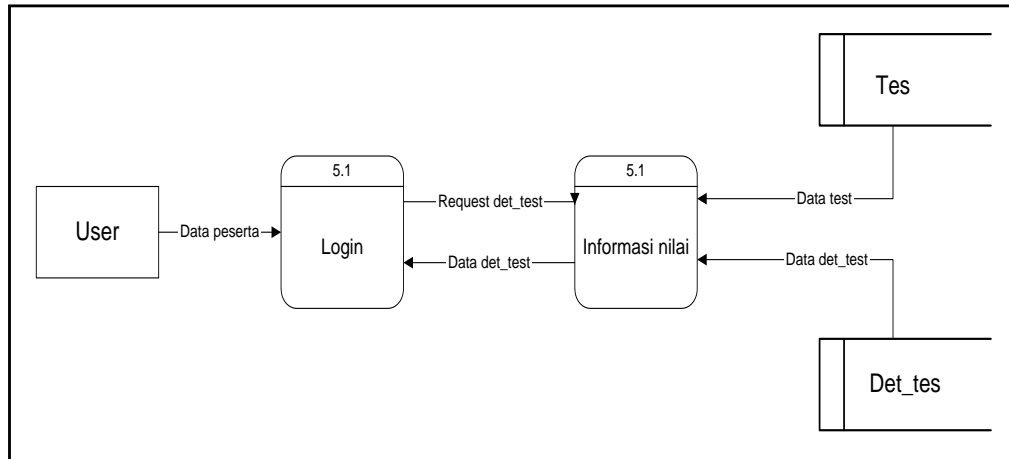 Tes
5.1
5.1
Request det_test
Data test
User
Data peserta
Login
Informasi nilai
Data det_test
Data det_test
Det_tes